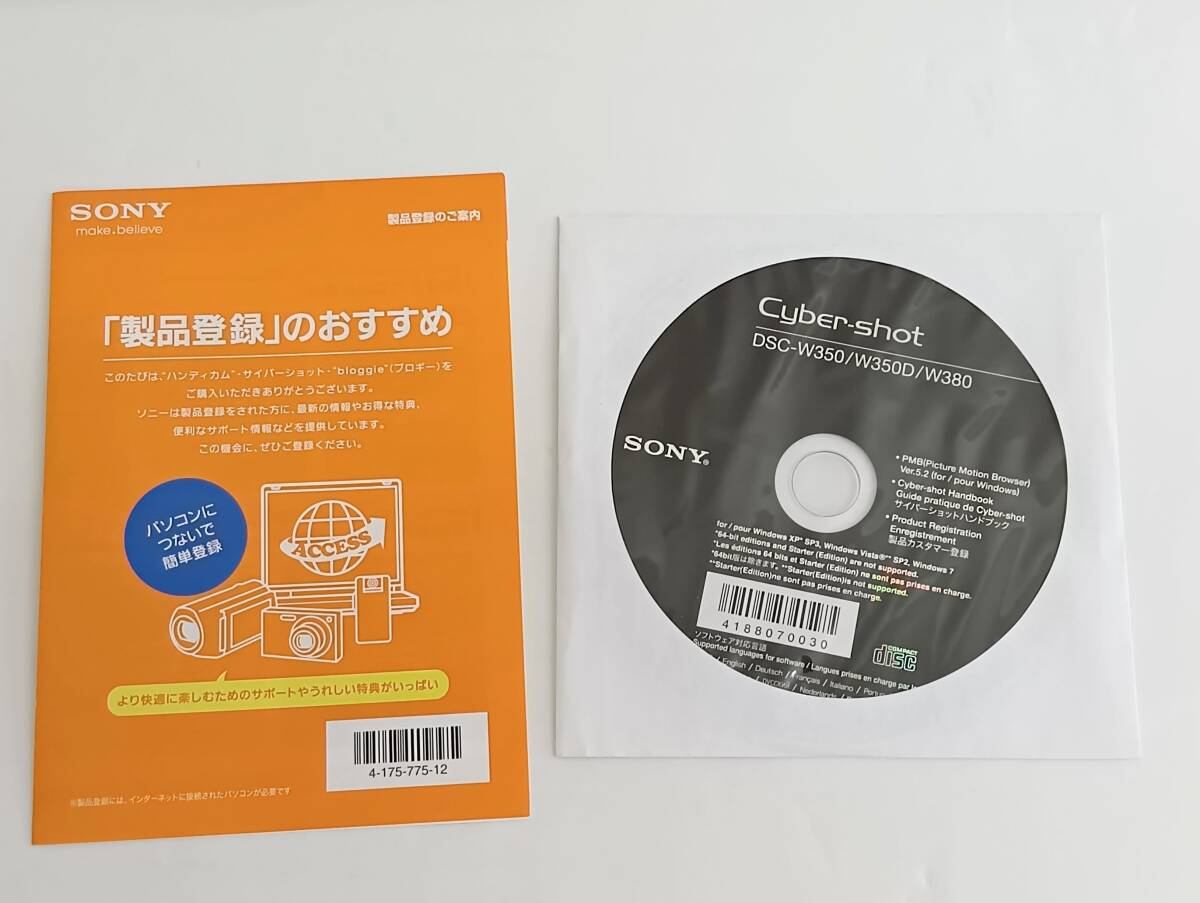 SONY
make.believe
製品登録のご案内
「製品登録」のおすすめ
このたびは、"ハンディカム"・サイバーショット・"bloggie"(ブロギー)を
ご購入いただきありがとうございます。
ソニーは製品登録をされた方に、最新の情報やお得な特典、
便利なサポート情報などを提供しています。
この機会に、ぜひご登録ください。
パソコンに
つないで
簡単登録
ACCESS
より快適に楽しむためのサポートやうれしい特典がいっぱい
4-175-775-12
※製品登録には、インターネットに接続されたパソコンが必要です
Cyber-shot
DSC-W350/W350D/W380
SONY®
• PMB(Picture Motion Browser)
Ver.5.2 (for / pour Windows)
• Cyber-shot Handbook
Guide pratique de Cyber-shot
サイバーショットハンドブック
• Product Registration
Enregistrement
製品カスタマー登録
for / pour Windows XP* SP3, Windows Vista®** SP2, Windows 7
*64-bit editions and Starter (Edition) are not supported.
*Les éditions 64 bits et Starter (Edition) ne sont pas prises en charge.
*64bit版は除きます。**Starter(Edition)is not supported.
**Starter(Edition)ne sont pas prises en charge.
4188070030
COMPACT
disc
ソフトウェア対応言語
Supported languages for software / Langues prises en charge par
/ English / Deutsch / Français / Italiano /
/ Русский / Nederlands /